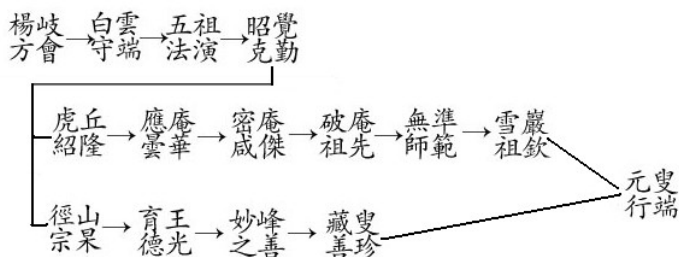 楊岐 白雲 五祖 昭覺
方會 守端 法演 克勤
虎丘 應庵 密庵 破庵 無準 雪巖
紹隆 曇華 咸傑 祖先 師範 祖欽
元叟
行端
徑山 育王 妙峰 藏叟
宗杲 德光 之善 善珍